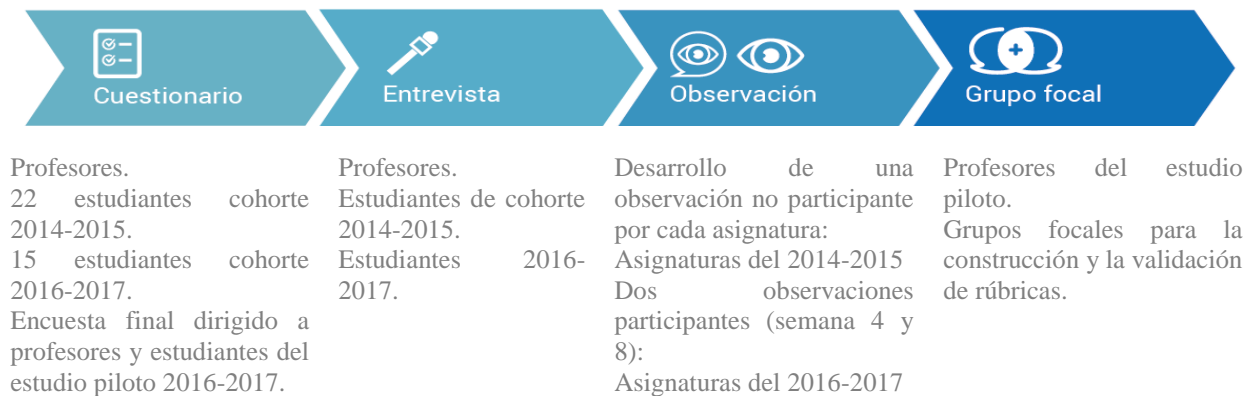 Cuestionario
Entrevista
Observación
Grupo focal
Profesores.
22 estudiantes cohorte
2014-2015.
15 estudiantes cohorte
2016-2017.
Encuesta final dirigido a
profesores y estudiantes del
estudio piloto 2016-2017.
Profesores.
Estudiantes de cohorte
2014-2015.
Estudiantes 2016-
2017.
Desarrollo de una
observación no participante
por cada asignatura:
Asignaturas del 2014-2015
Dos observaciones
participantes (semana 4 y
8):
Asignaturas del 2016-2017
Profesores del estudio
piloto.
Grupos focales para la
construcción y la validación
de rúbricas.